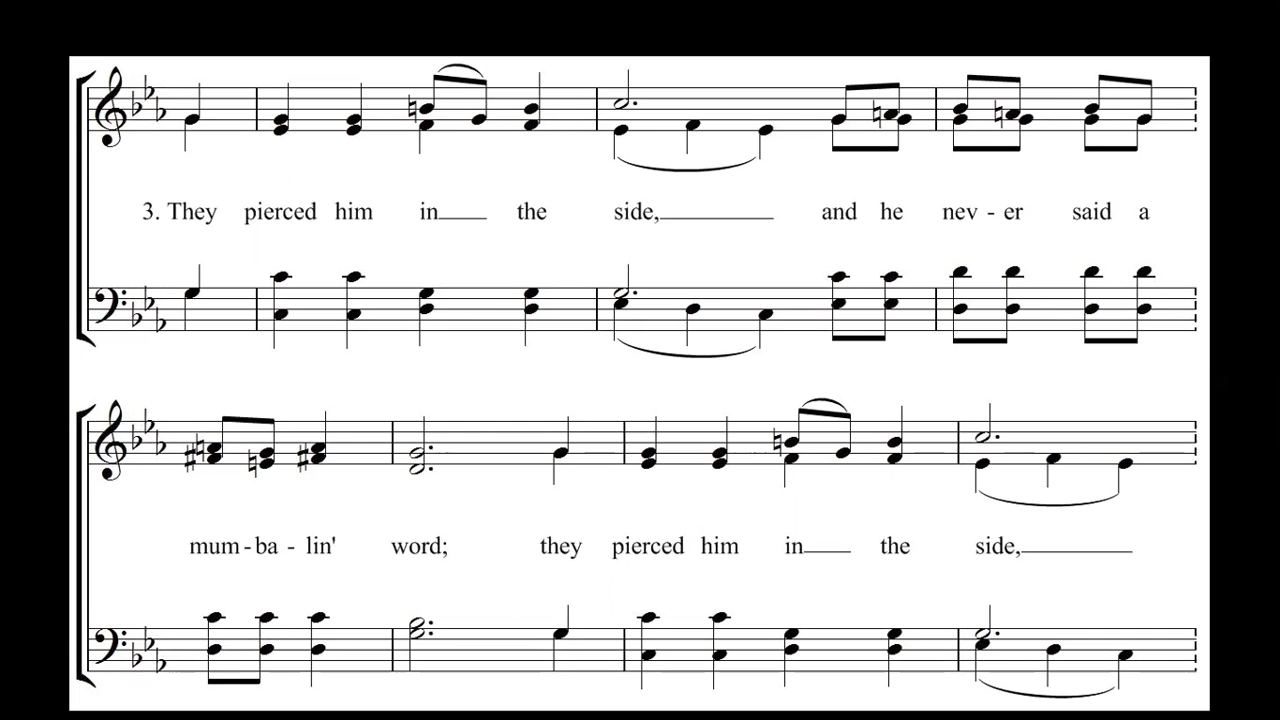 3. They pierced him in the side, and he nev - er said a
mum - ba - lin' word; they pierced him in the side,